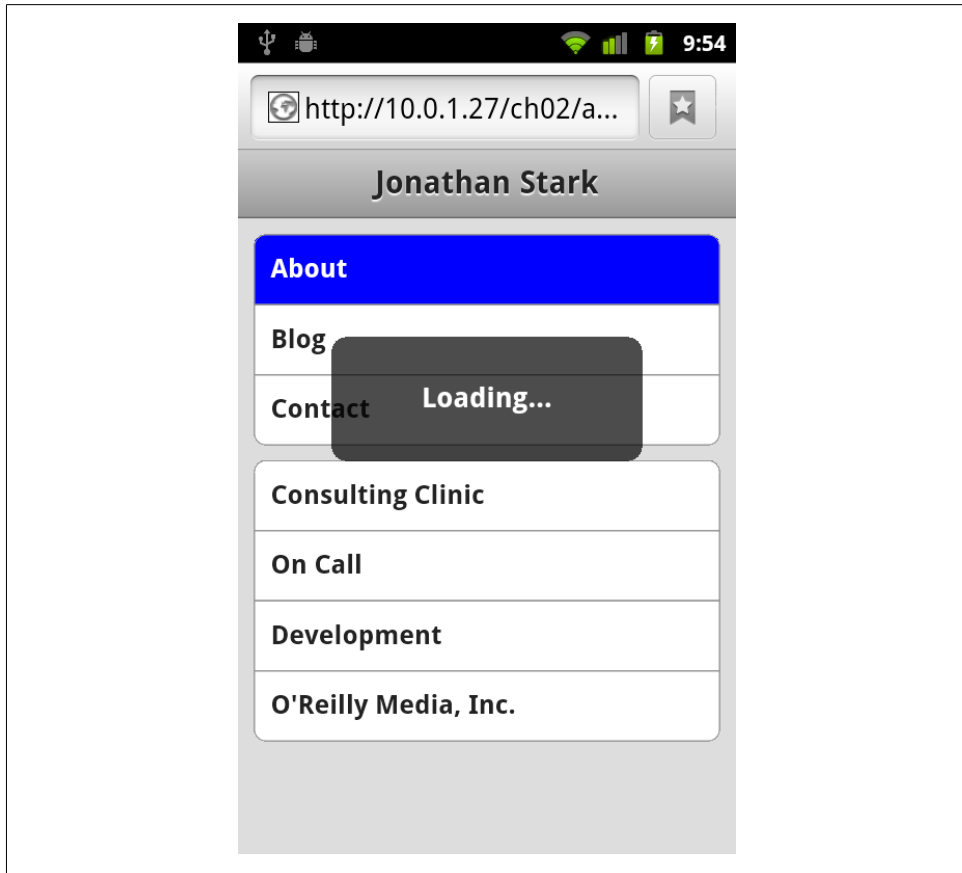 9:54
http://10.0.1.27/ch02/a...
Jonathan Stark
About
Blog
Contact
Loading...
Consulting Clinic
On Call
Development
O'Reilly Media, Inc.